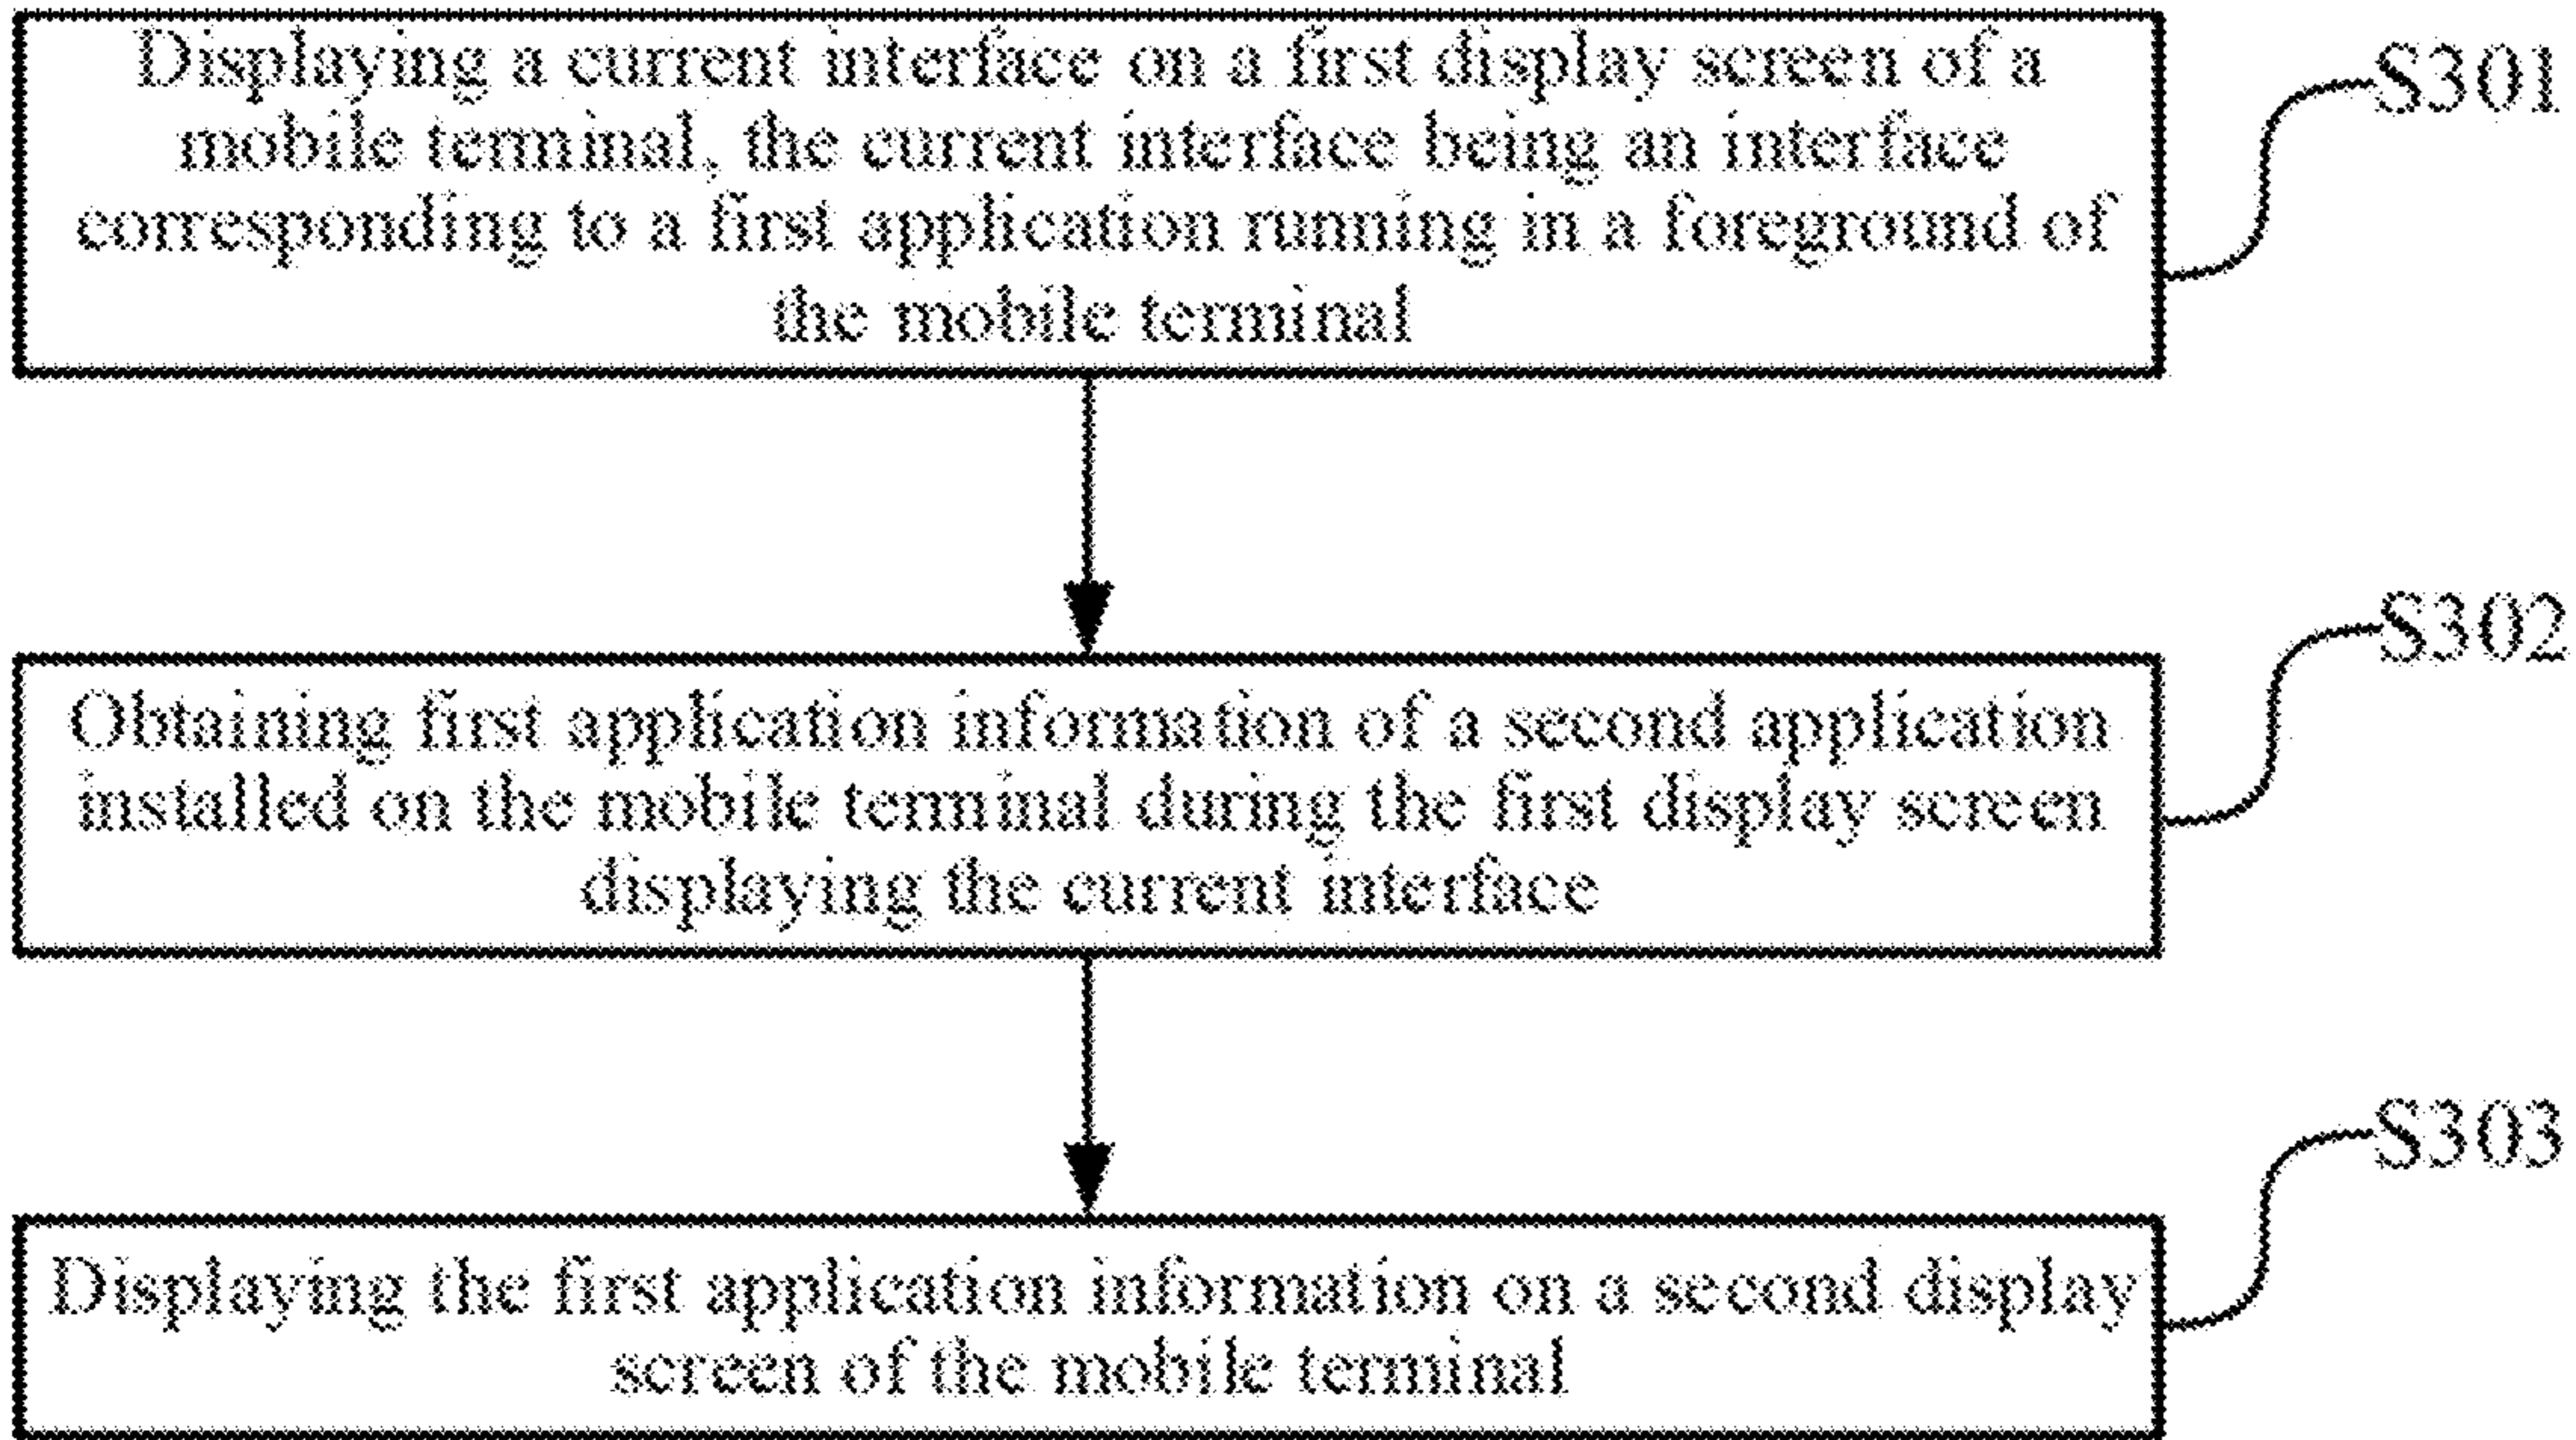 Displaying a current interface on a first display screen of a
mobile terminal, the current interface being an interface
corresponding to a first application running in a foreground of
the mobile terminal
S301
Obtaining first application information of a second application
installed on the mobile terminal during the first display screen
displaying the current interface
S302
Displaying the first application information on a second display
screen of the mobile terminal
S303